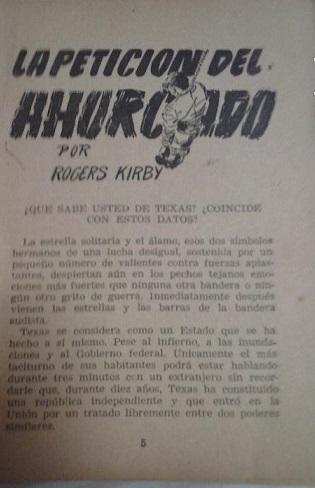 LA PETICION DEL
AHORCADO
POR
ROGERS KIRBY
¿QUE SABE USTED DE TEXAS? ¿COINCIDE
CON ESTOS DATOS?
La estrella solitaria y el álamo, esos dos símbolos
hermanos de una lucha desigual, sostenida por un
pequeño número de valientes contra fuerzas aplas-
tantes, despiertan aún en los pechos tejanos emo-
ciones más fuertes que ninguna otra bandera o nin-
gún otro grito de guerra. Inmediatamente después
vienen las estrellas y las barras de la bandera
sudista.
Texas se considera como un Estado que se ha
hecho a sí mismo. Pese al infierno, a las inunda-
ciones y al Gobierno federal. Unicamente el más
taciturno de sus habitantes podrá estar hablando
durante tres minutos con un extranjero sin recor-
darle que, durante diez años, Texas ha constituído
una república independiente y que entró en la
Unión por un tratado libremente entre dos poderes
similares.
5